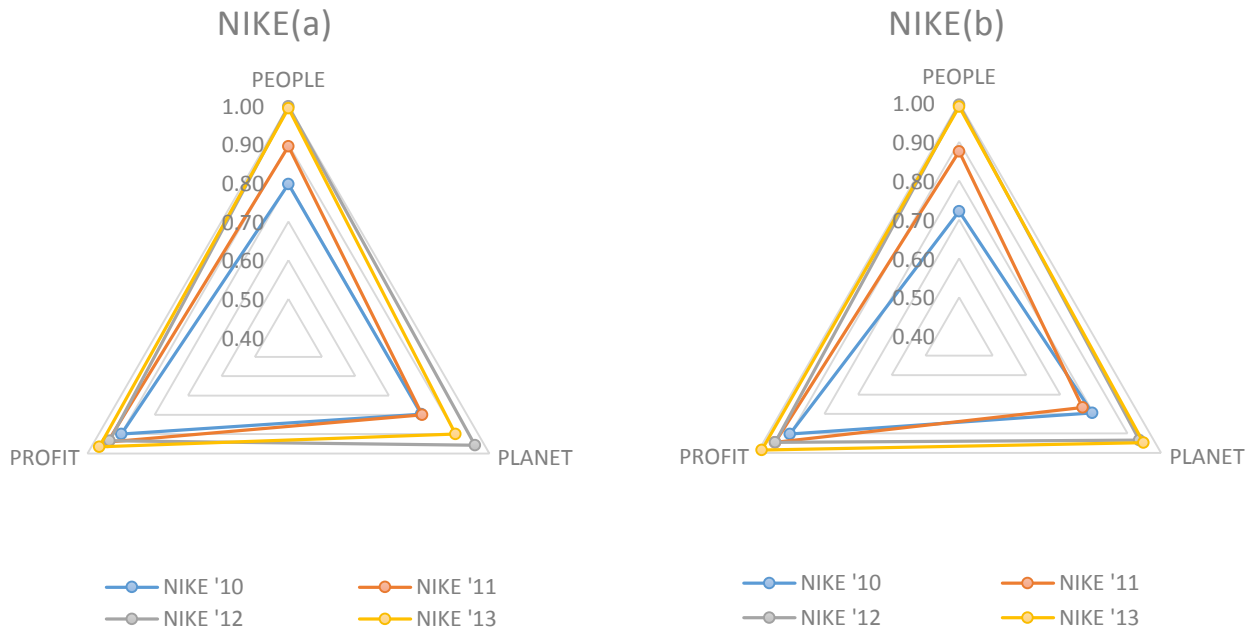 NIKE(a)
PEOPLE
1.00
0.90
0.80
0.70
0.60
0.50
0.40
PROFIT
PLANET
NIKE '10
NIKE '11
NIKE '12
NIKE '13
NIKE(b)
PEOPLE
1.00
0.90
0.80
0.70
0.60
0.50
0.40
PROFIT
PLANET
NIKE '10
NIKE '11
NIKE '12
NIKE '13